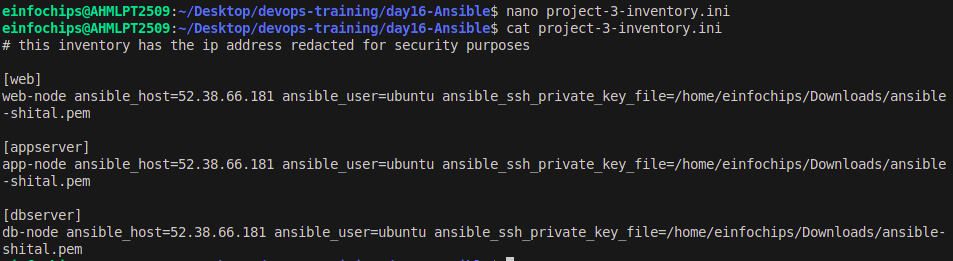 einfochips@AHMLPT2509:~/Desktop/devops-training/day16-Ansible$ nano project-3-inventory.ini
einfochips@AHMLPT2509:~/Desktop/devops-training/day16-Ansible$ cat project-3-inventory.ini
# this inventory has the ip address redacted for security purposes
[web]
web-node ansible_host=52.38.66.181 ansible_user=ubuntu ansible_ssh_private_key_file=/home/einfochips/Downloads/ansible
-shital.pem
[appserver]
app-node ansible_host=52.38.66.181 ansible_user=ubuntu ansible_ssh_private_key_file=/home/einfochips/Downloads/ansible
-shital.pem
[dbserver]
db-node ansible_host=52.38.66.181 ansible_user=ubuntu ansible_ssh_private_key_file=/home/einfochips/Downloads/ansible-
shital.pem